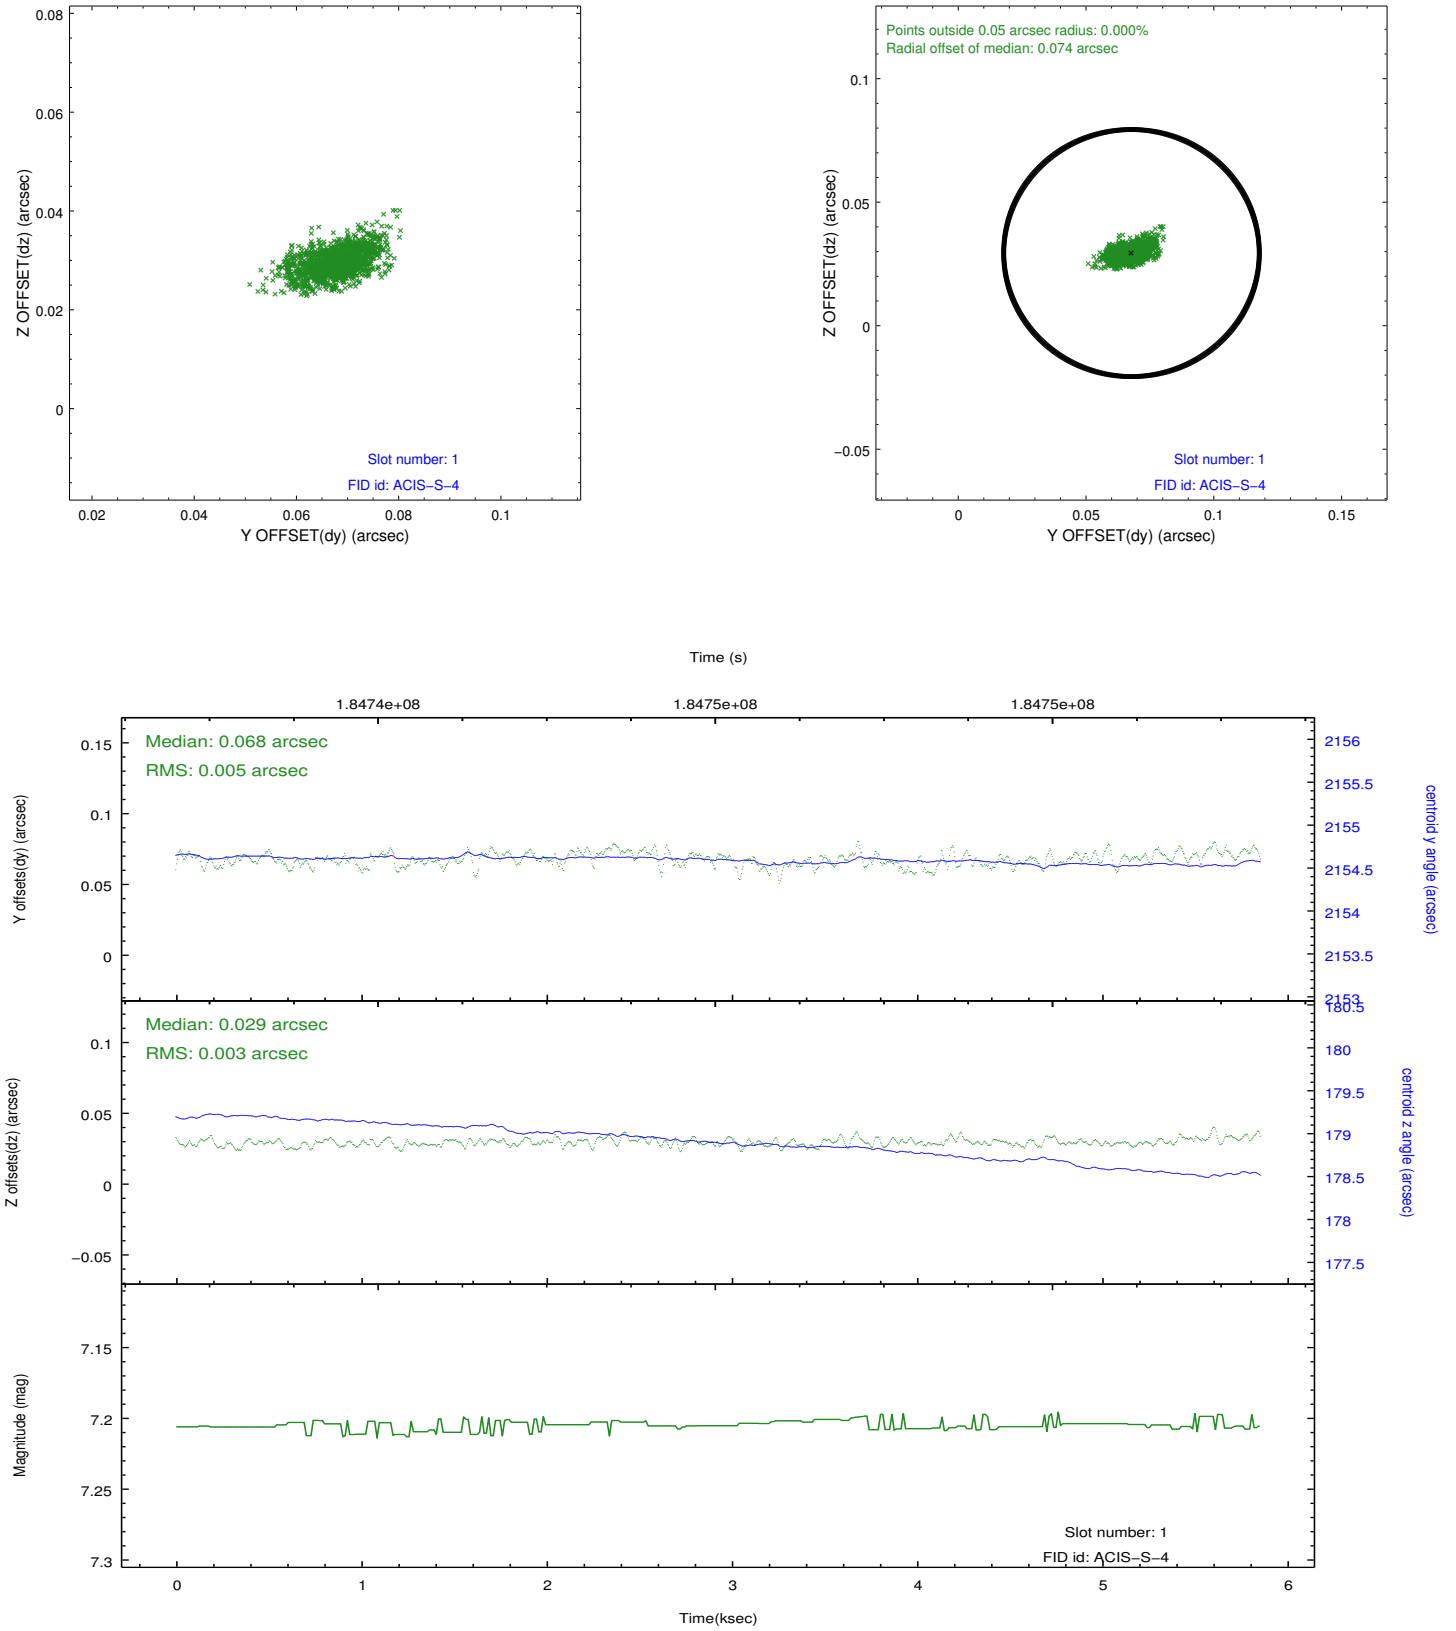 0.08
0.06
0.04
0.02
0
Z OFFSET(dz) (arcsec)
Slot number: 1
FID id: ACIS−S−4
0.02 0.04 0.06 0.08 0.1
Y OFFSET(dy) (arcsec)
Points outside 0.05 arcsec radius: 0.000%
Radial offset of median: 0.074 arcsec
0.1
0.05
0
−0.05
Z OFFSET(dz) (arcsec)
Slot number: 1
FID id: ACIS−S−4
0 0.05 0.1 0.15
Y OFFSET(dy) (arcsec)
Time (s)
1.8474e+08 1.8475e+08 1.8475e+08
Median: 0.068 arcsec
RMS: 0.005 arcsec
0.15
0.1
0.05
0
Y offsets(dy) (arcsec)
2156
2155.5
2155
2154.5
2154
2153.5
2153
centroid y angle (arcsec)
Median: 0.029 arcsec
RMS: 0.003 arcsec
0.1
0.05
0
−0.05
Z offsets(dz) (arcsec)
180.5
180
179.5
179
178.5
178
177.5
centroid z angle (arcsec)
7.15
7.2
7.25
7.3
Magnitude (mag)
Slot number: 1
FID id: ACIS−S−4
0 1 2 3 4 5 6
Time(ksec)